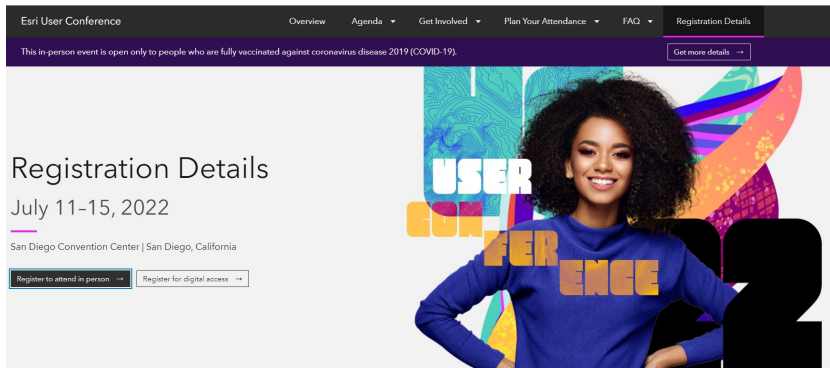 Esri User Conference
Overview
Agenda
Get Involved
Plan Your Attendance
FAQ
Registration Details
This in-person event is open only to people who are fully vaccinated against coronavirus disease 2019 (COVID-19).
Get more details →
Registration Details
July 11–15, 2022
San Diego Convention Center | San Diego, California
Register to attend in person →
Register for digital access →
USER
CON
FER
ENCE
22